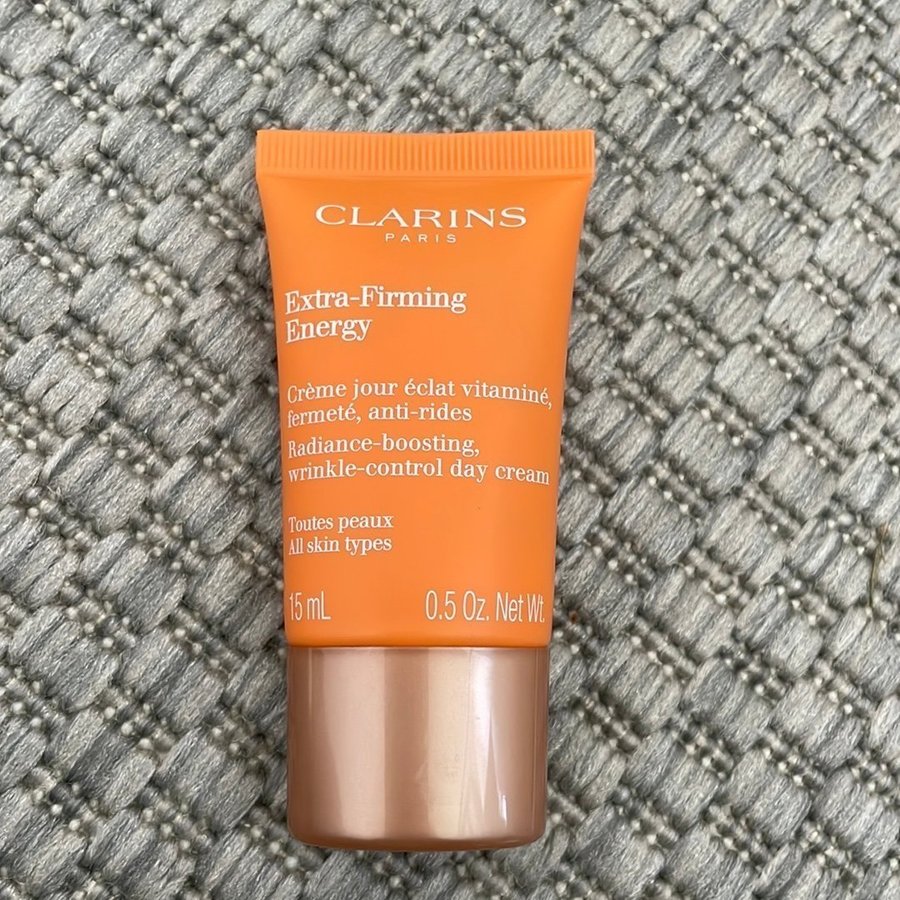 CLARINS
PARIS
Extra-Firming
Energy
Crème jour éclat vitaminé,
fermeté, anti-rides
Radiance-boosting,
wrinkle-control day cream
Toutes peaux
All skin types
15 mL 0.5 Oz. Net Wt.